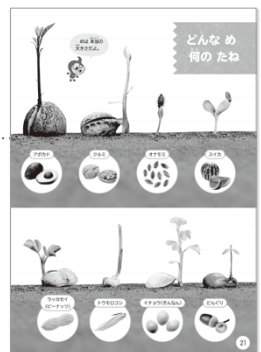 どんな め
何の たね
めは 本当の
大きさだよ。
アボカド
クルミ
オナモミ
スイカ
ラッカセイ
(ピーナッツ)
トウモロコシ
イチョウ(ぎんなん)
どんぐり
21